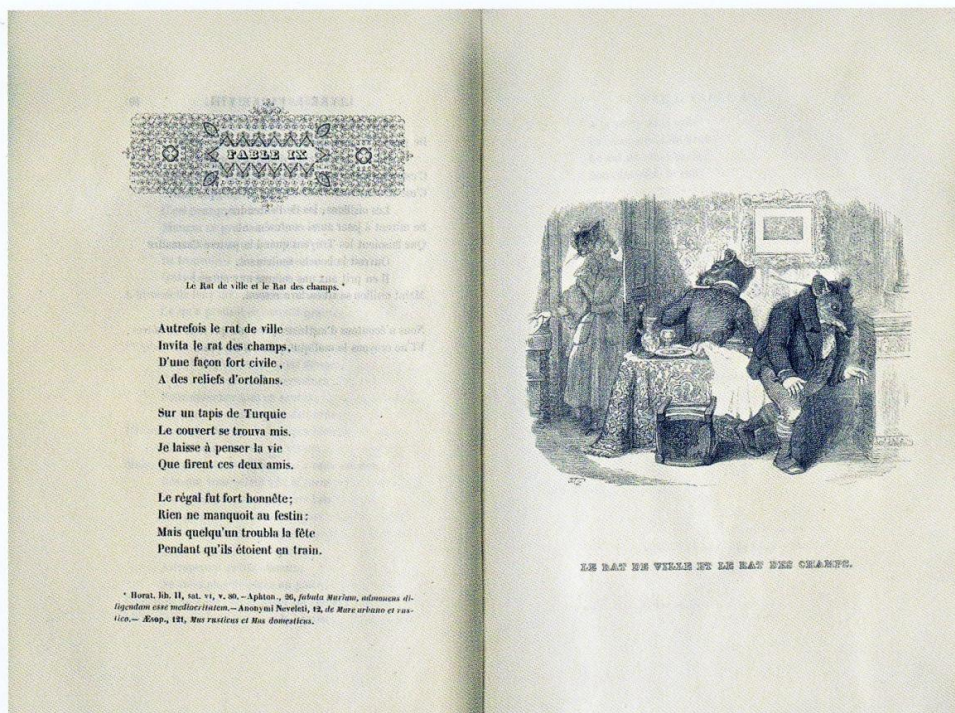 FABLE IX
Le Rat de ville et le Rat des champs. *
Autrefois le rat de ville
Invita le rat des champs,
D'une façon fort civile,
A des reliefs d'ortolans.
Sur un tapis de Turquie
Le couvert se trouva mis.
Je laisse à penser la vie
Que firent ces deux amis.
Le régal fut fort honnête;
Rien ne manquoit au festin:
Mais quelqu'un troubla la fête
Pendant qu'ils étoient en train.
* Horat. lib. II, sat. VI, v. 80.—Aphton., 26, fabula Murium, admonens di-
ligendam esse mediocritatem.—Anonymi Neveleti, 12, de Mure urbano et rus-
tico.—Æsop., 121, Mus rusticus et Mus domesticus.
LE RAT DE VILLE ET LE RAT DES CHAMPS.